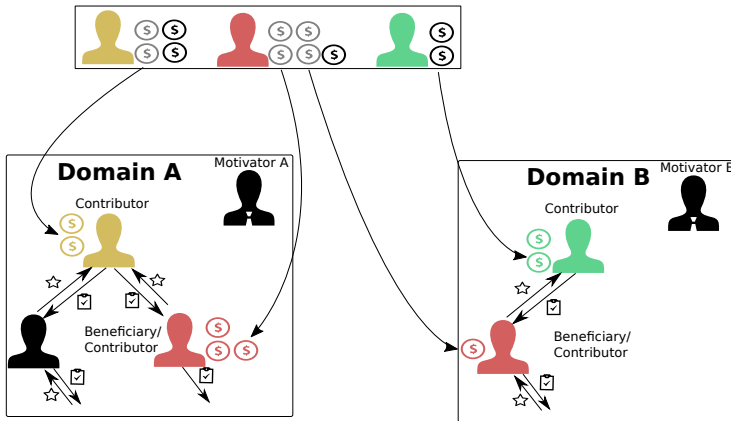 $ $
$ $
$ $
$ $ $
$
$
Domain A
Motivator A
Contributor
$
$
Beneficiary/
Contributor
$
$ $
Domain B
Motivator B
Contributor
$
$
Beneficiary/
Contributor
$